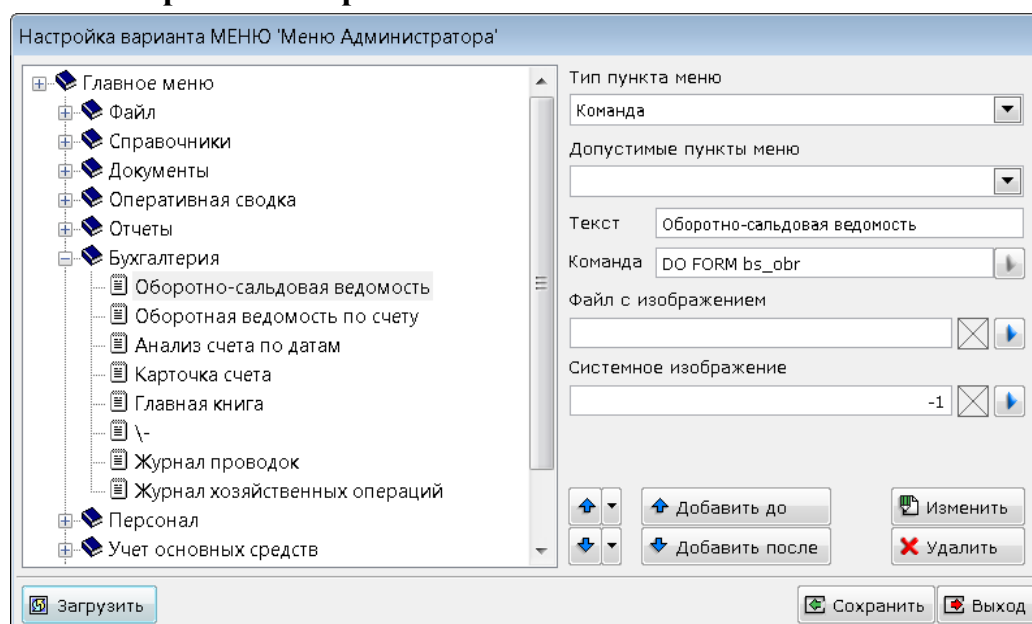 Настройка варианта МЕНЮ 'Меню Администратора'
Главное меню
Файл
Справочники
Документы
Оперативная сводка
Отчеты
Бухгалтерия
Оборотно-сальдовая ведомость
Оборотная ведомость по счету
Анализ счета по датам
Карточка счета
Главная книга
\-
Журнал проводок
Журнал хозяйственных операций
Персонал
Учет основных средств
Тип пункта меню
Команда
Допустимые пункты меню
Текст Оборотно-сальдовая ведомость
Команда DO FORM bs_obr
Файл с изображением
Системное изображение
-1
Добавить до Изменить
Добавить после Удалить
Загрузить Сохранить Выход